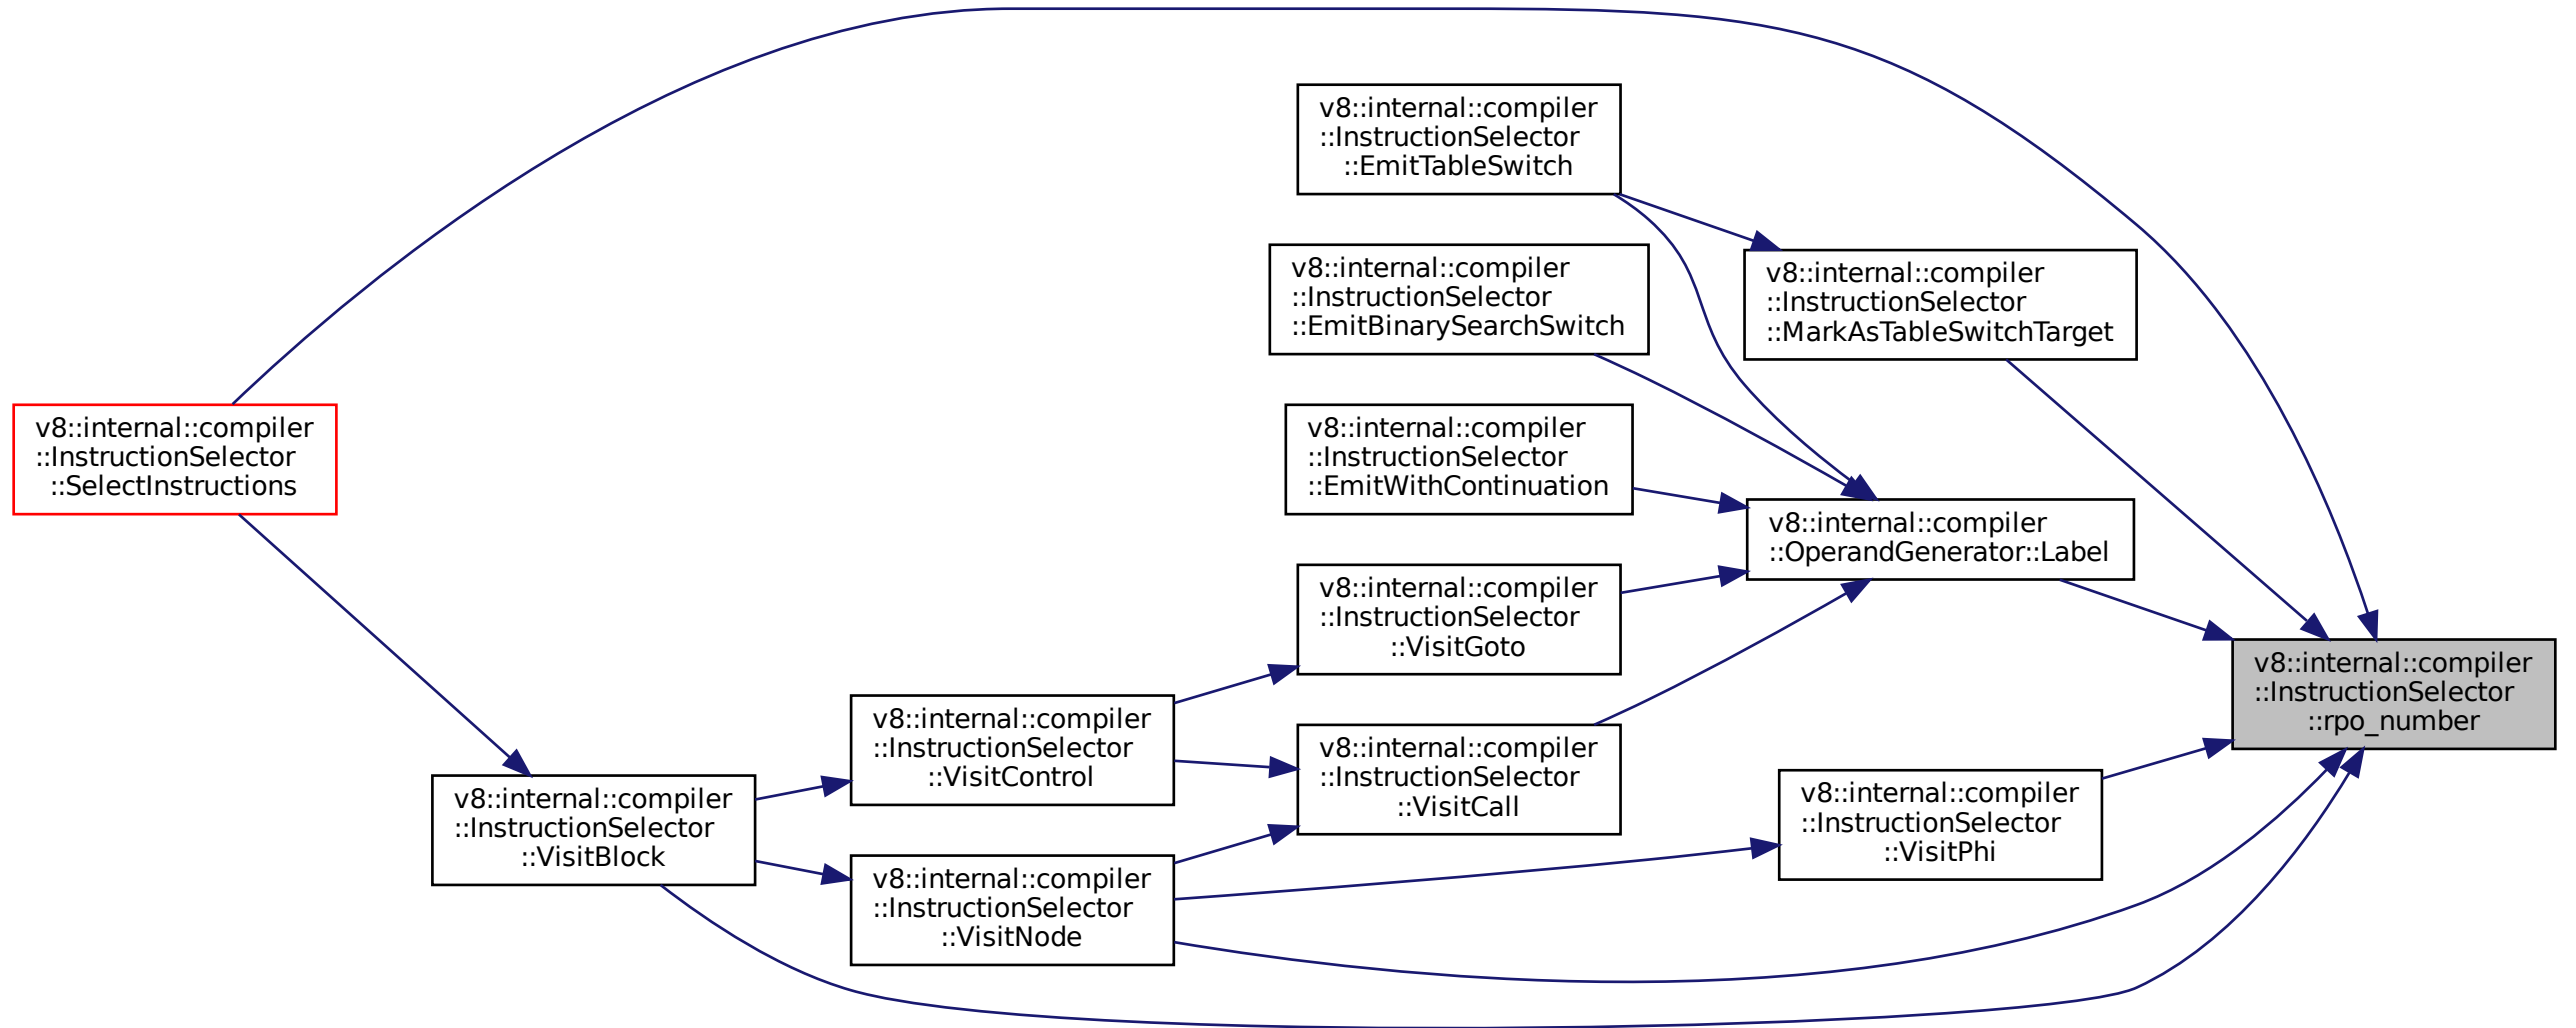 v8::internal::compiler
::InstructionSelector
::EmitTableSwitch
v8::internal::compiler
::InstructionSelector
::EmitBinarySearchSwitch
v8::internal::compiler
::InstructionSelector
::MarkAsTableSwitchTarget
v8::internal::compiler
::InstructionSelector
::SelectInstructions
v8::internal::compiler
::InstructionSelector
::EmitWithContinuation
v8::internal::compiler
::OperandGenerator::Label
v8::internal::compiler
::InstructionSelector
::VisitGoto
v8::internal::compiler
::InstructionSelector
::rpo_number
v8::internal::compiler
::InstructionSelector
::VisitControl
v8::internal::compiler
::InstructionSelector
::VisitCall
v8::internal::compiler
::InstructionSelector
::VisitBlock
v8::internal::compiler
::InstructionSelector
::VisitPhi
v8::internal::compiler
::InstructionSelector
::VisitNode